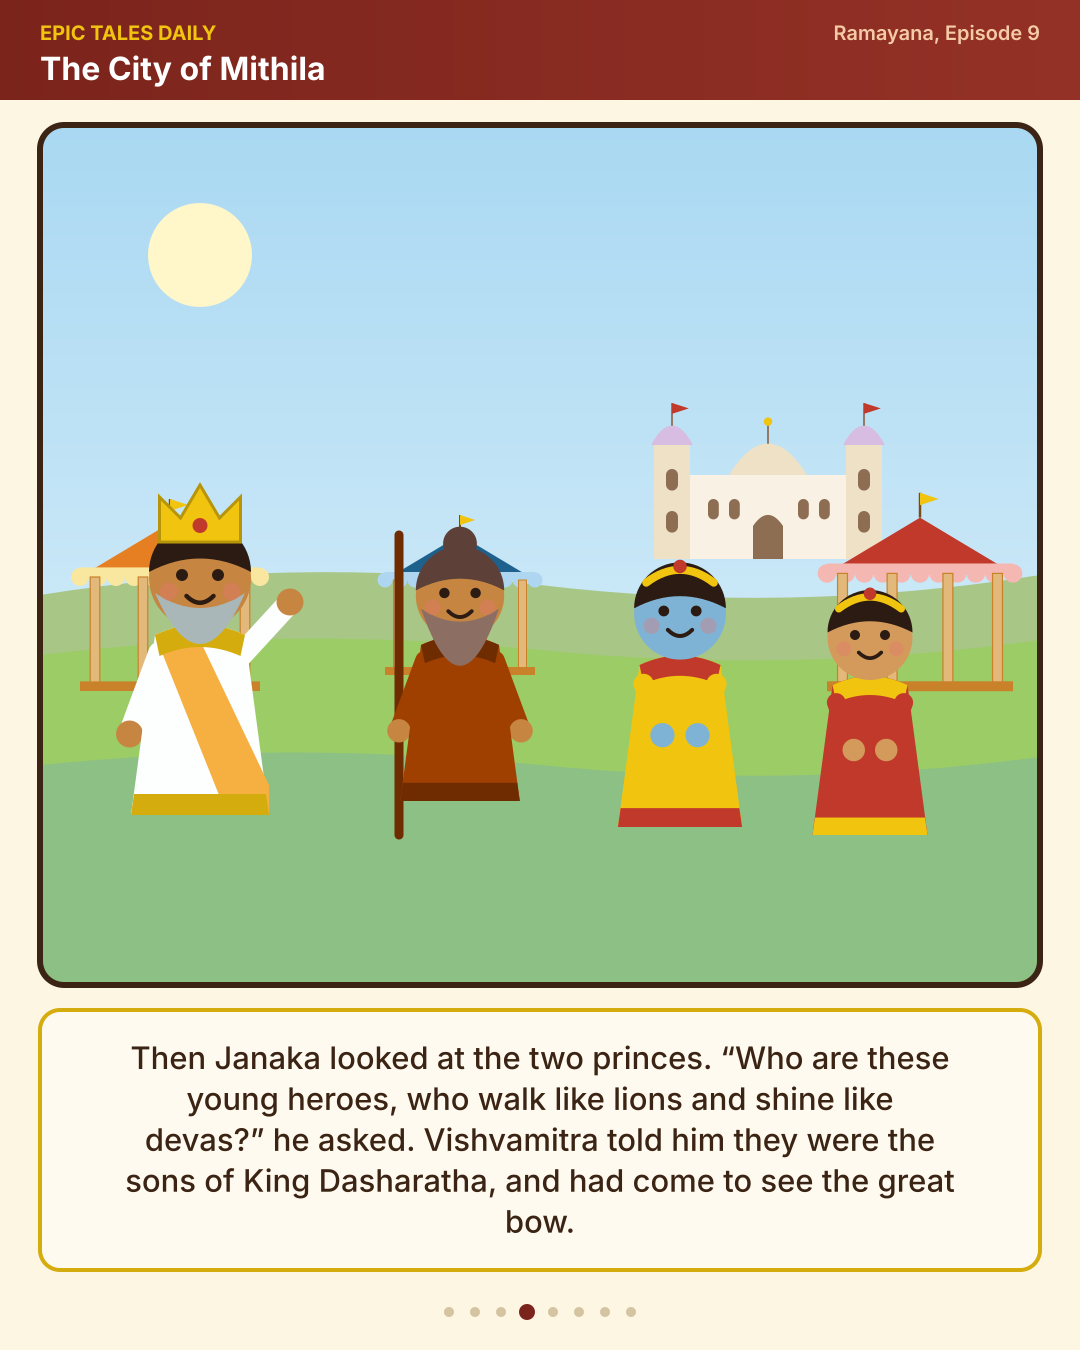 EPIC TALES DAILY
Ramayana, Episode 9
The City of Mithila
Then Janaka looked at the two princes. “Who are these
young heroes, who walk like lions and shine like
devas?” he asked. Vishvamitra told him they were the
sons of King Dasharatha, and had come to see the great
bow.